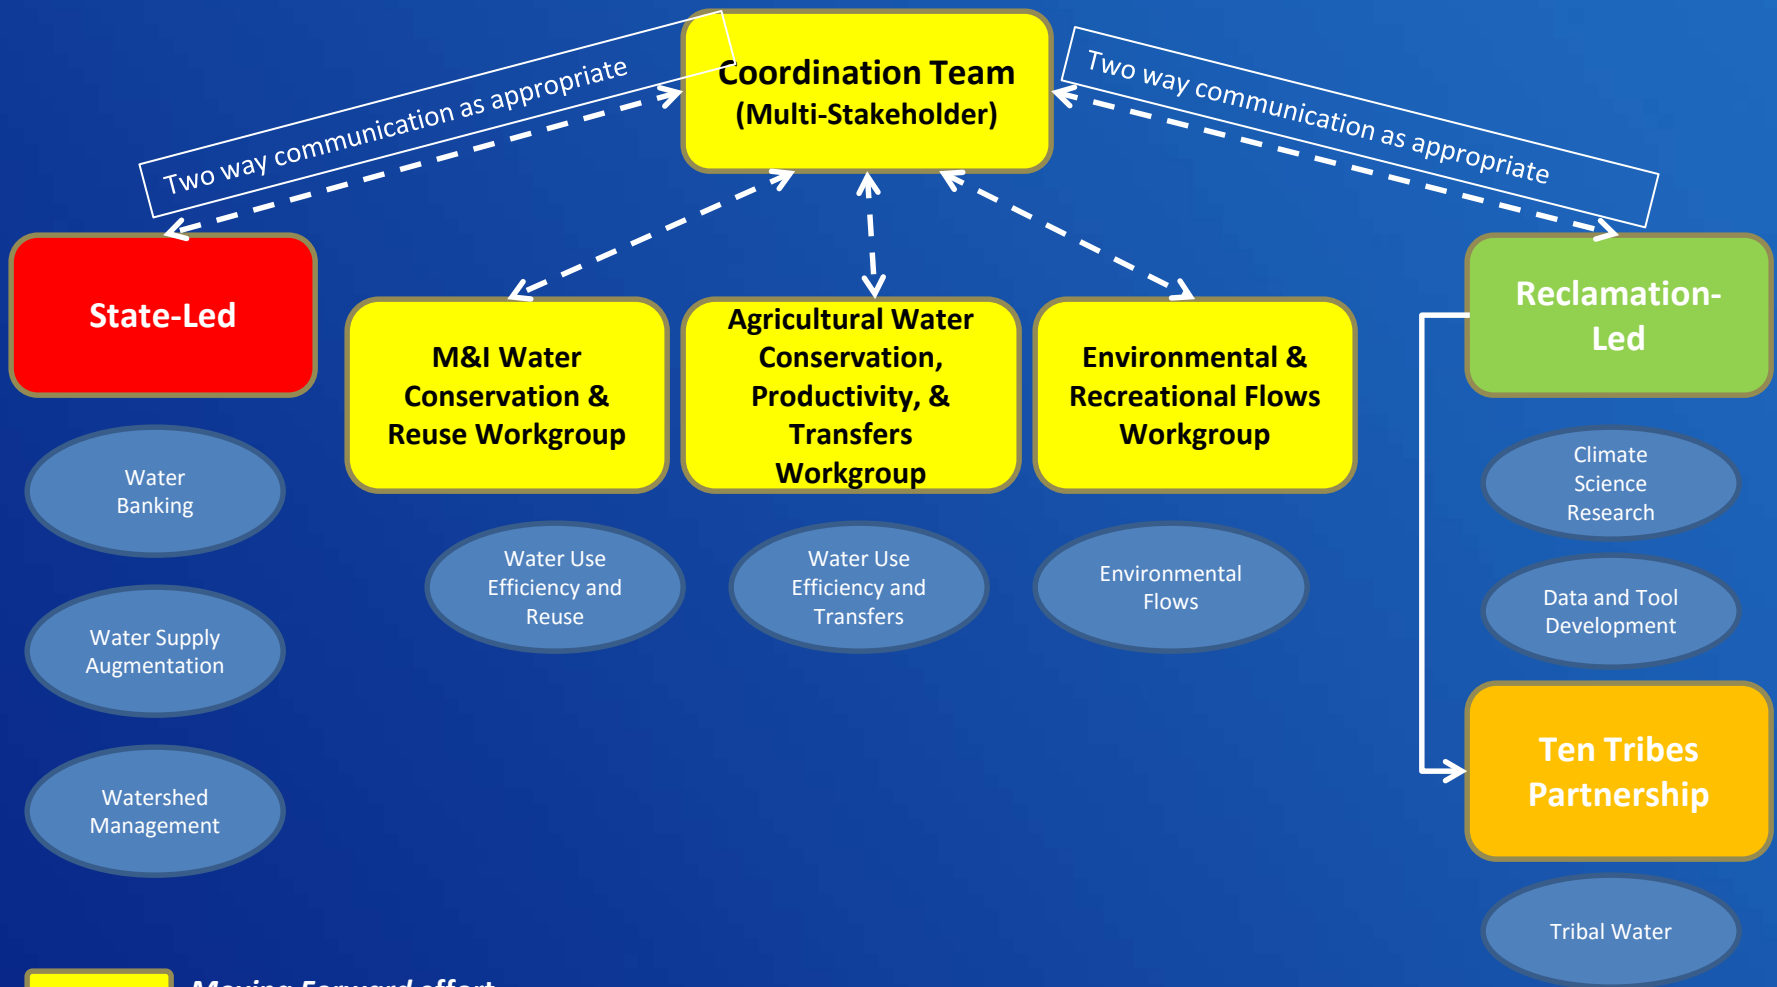 Coordination Team
(Multi-Stakeholder)
Two way communication as appropriate
Two way communication as appropriate
State-Led
Water
Banking
Water Supply
Augmentation
Watershed
Management
M&I Water
Conservation &
Reuse Workgroup
Water Use
Efficiency and
Reuse
Agricultural Water
Conservation,
Productivity, &
Transfers
Workgroup
Water Use
Efficiency and
Transfers
Environmental &
Recreational Flows
Workgroup
Environmental
Flows
Reclamation-
Led
Climate
Science
Research
Data and Tool
Development
Ten Tribes
Partnership
Tribal Water
Moving Forward effort